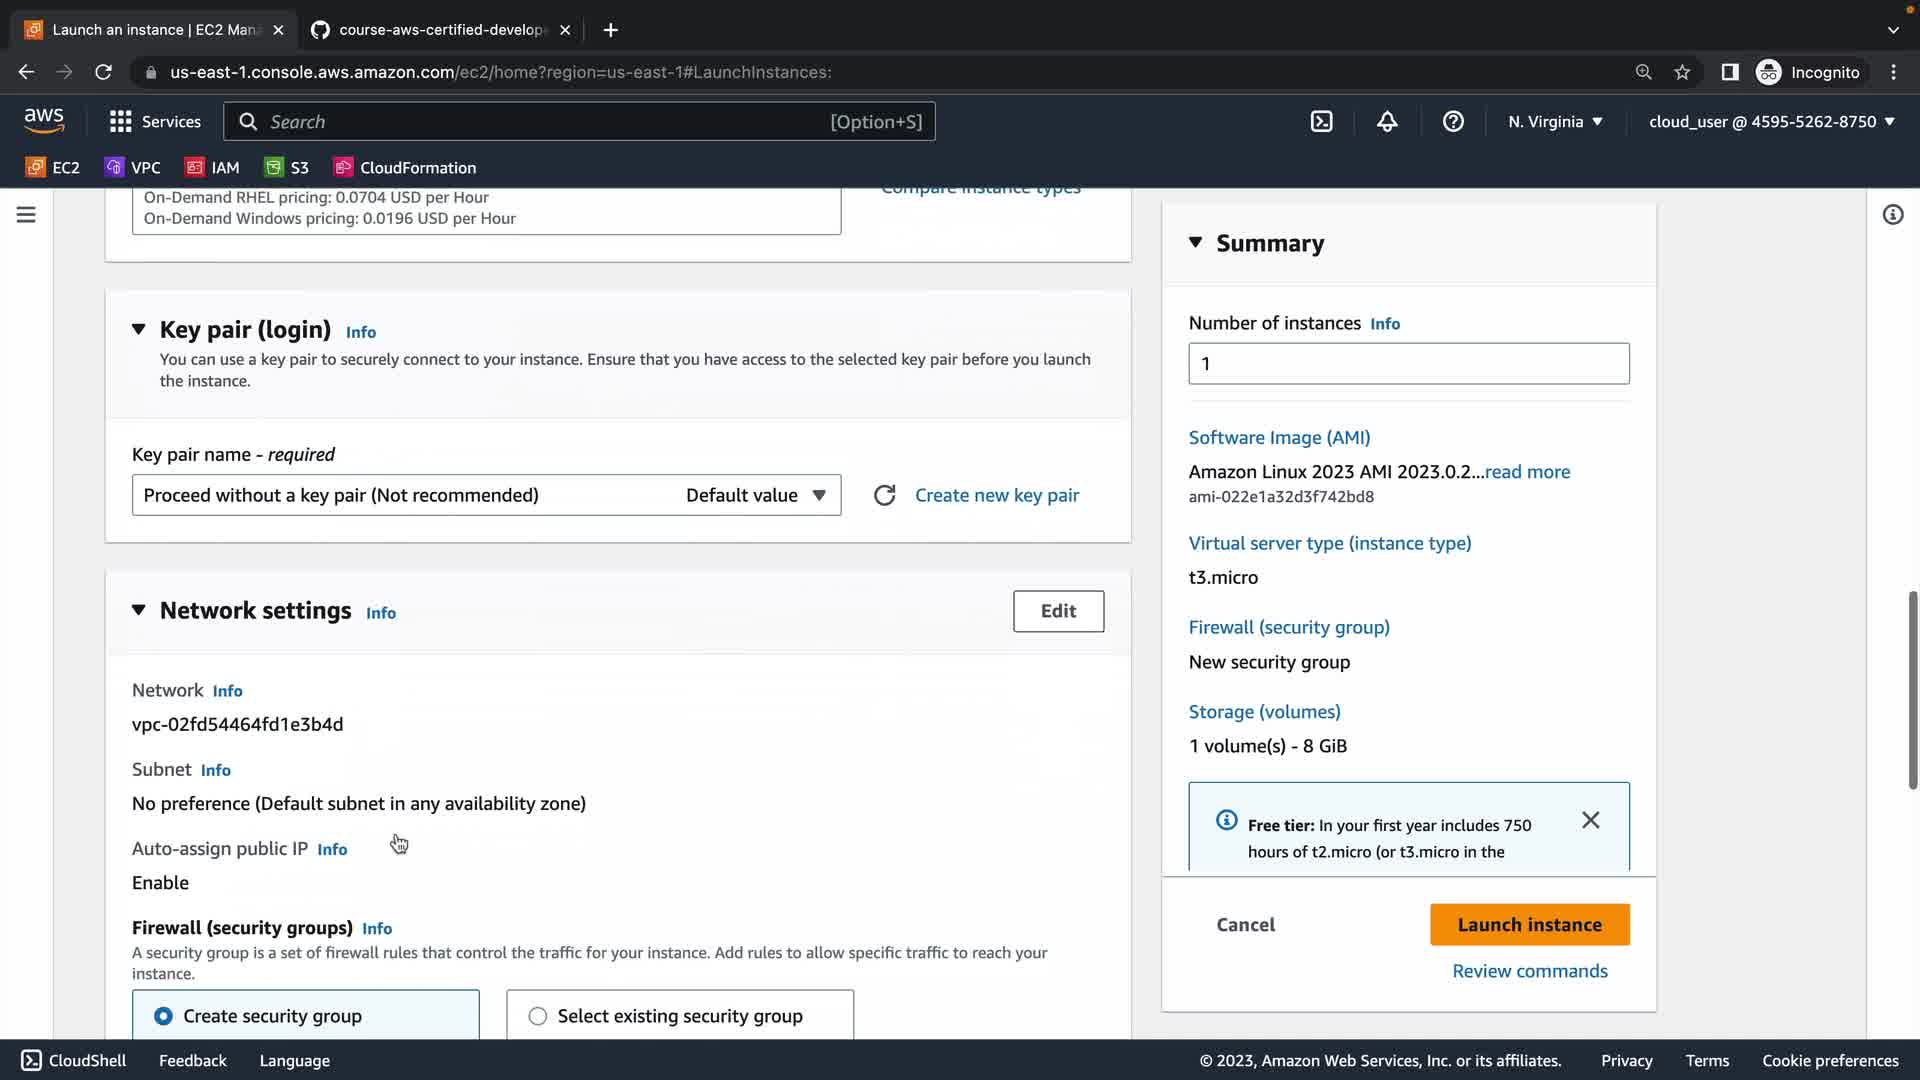 Launch an instance | EC2 Mana
course-aws-certified-develope
us-east-1.console.aws.amazon.com/ec2/home?region=us-east-1#LaunchInstances:
Incognito
aws
Services
Search
[Option+S]
N. Virginia
cloud_user @ 4595-5262-8750
EC2
VPC
IAM
S3
CloudFormation
On-Demand RHEL pricing: 0.0704 USD per Hour
On-Demand Windows pricing: 0.0196 USD per Hour
Compare instance types
Key pair (login) Info
You can use a key pair to securely connect to your instance. Ensure that you have access to the selected key pair before you launch
the instance.
Key pair name - required
Proceed without a key pair (Not recommended) Default value
Create new key pair
Network settings Info
Edit
Network Info
vpc-02fd54464fd1e3b4d
Subnet Info
No preference (Default subnet in any availability zone)
Auto-assign public IP Info
Enable
Firewall (security groups) Info
A security group is a set of firewall rules that control the traffic for your instance. Add rules to allow specific traffic to reach your
instance.
Create security group
Select existing security group
Summary
Number of instances Info
1
Software Image (AMI)
Amazon Linux 2023 AMI 2023.0.2...read more
ami-022e1a32d3f742bd8
Virtual server type (instance type)
t3.micro
Firewall (security group)
New security group
Storage (volumes)
1 volume(s) - 8 GiB
Free tier: In your first year includes 750
hours of t2.micro (or t3.micro in the
Cancel
Launch instance
Review commands
CloudShell
Feedback
Language
© 2023, Amazon Web Services, Inc. or its affiliates.
Privacy
Terms
Cookie preferences